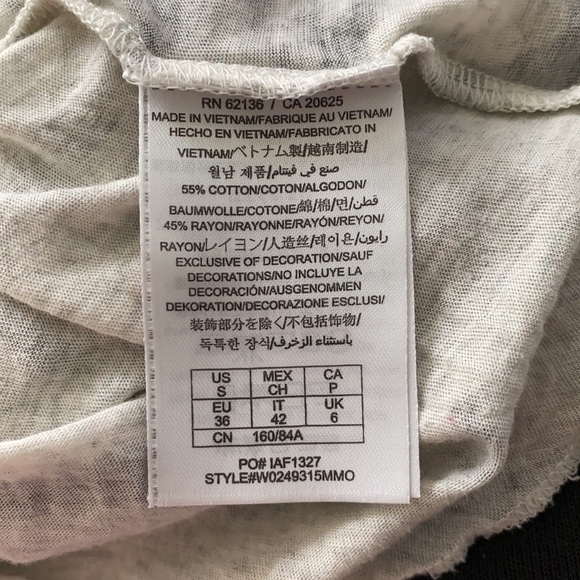 RN 62136 / CA 20625
MADE IN VIETNAM/FABRIQUE AU VIETNAM/
HECHO EN VIETNAM/FABBRICATO IN
VIETNAM/ベトナム製/越南制造/
월남 제품/صنع في فيتنام/
55% COTTON/COTON/ALGODON/
BAUMWOLLE/COTONE/綿/棉/면/قطن/
45% RAYON/RAYONNE/RAYÓN/REYON/
RAYON/レイヨン/人造丝/레이온/رايون/
EXCLUSIVE OF DECORATION/SAUF
DECORATIONS/NO INCLUYE LA
DECORACIÓN/AUSGENOMMEN
DEKORATION/DECORAZIONE ESCLUSI/
装飾部分を除く/不包括饰物/
독특한 장식/باستثناء الزخرف/
US MEX CA
S CH P
EU IT UK
36 42 6
CN 160/84A
PO# IAF1327
STYLE#W0249315MMO